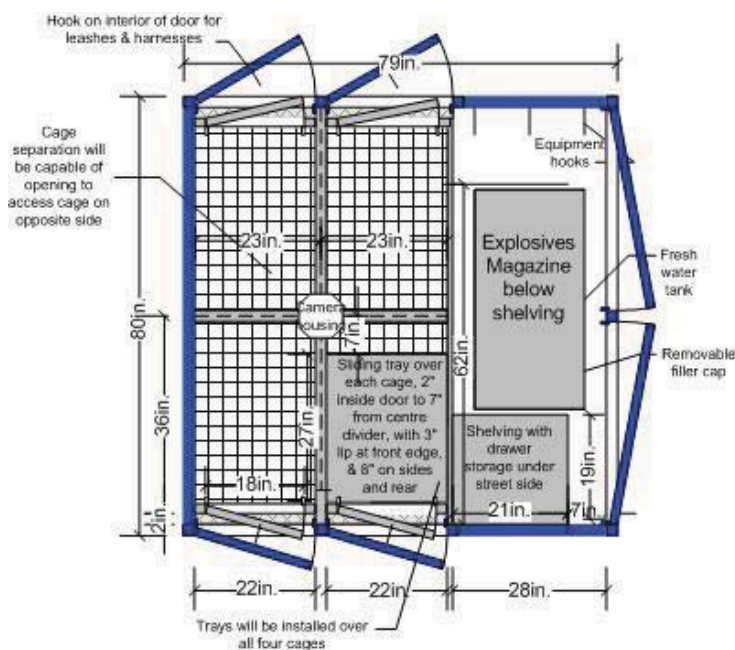 Hook on interior of door for
leashes & harnesses
79in.
Cage
separation will
be capable of
opening to
access cage on
opposite side
Equipment
hooks
23in.
23in.
Explosives
Magazine
below
shelving
Fresh
water
tank
80in.
Camera
housing
7in.
62in.
Removable
filler cap
36in.
27in.
Sliding tray over
each cage, 2"
inside door to 7"
from centre
divider, with 3"
lip at front edge,
& 8" on sides
and rear
Shelving with
drawer
storage under
street side
19in.
18in.
21in.
7in.
2in.
22in.
22in.
28in.
Trays will be installed over
all four cages